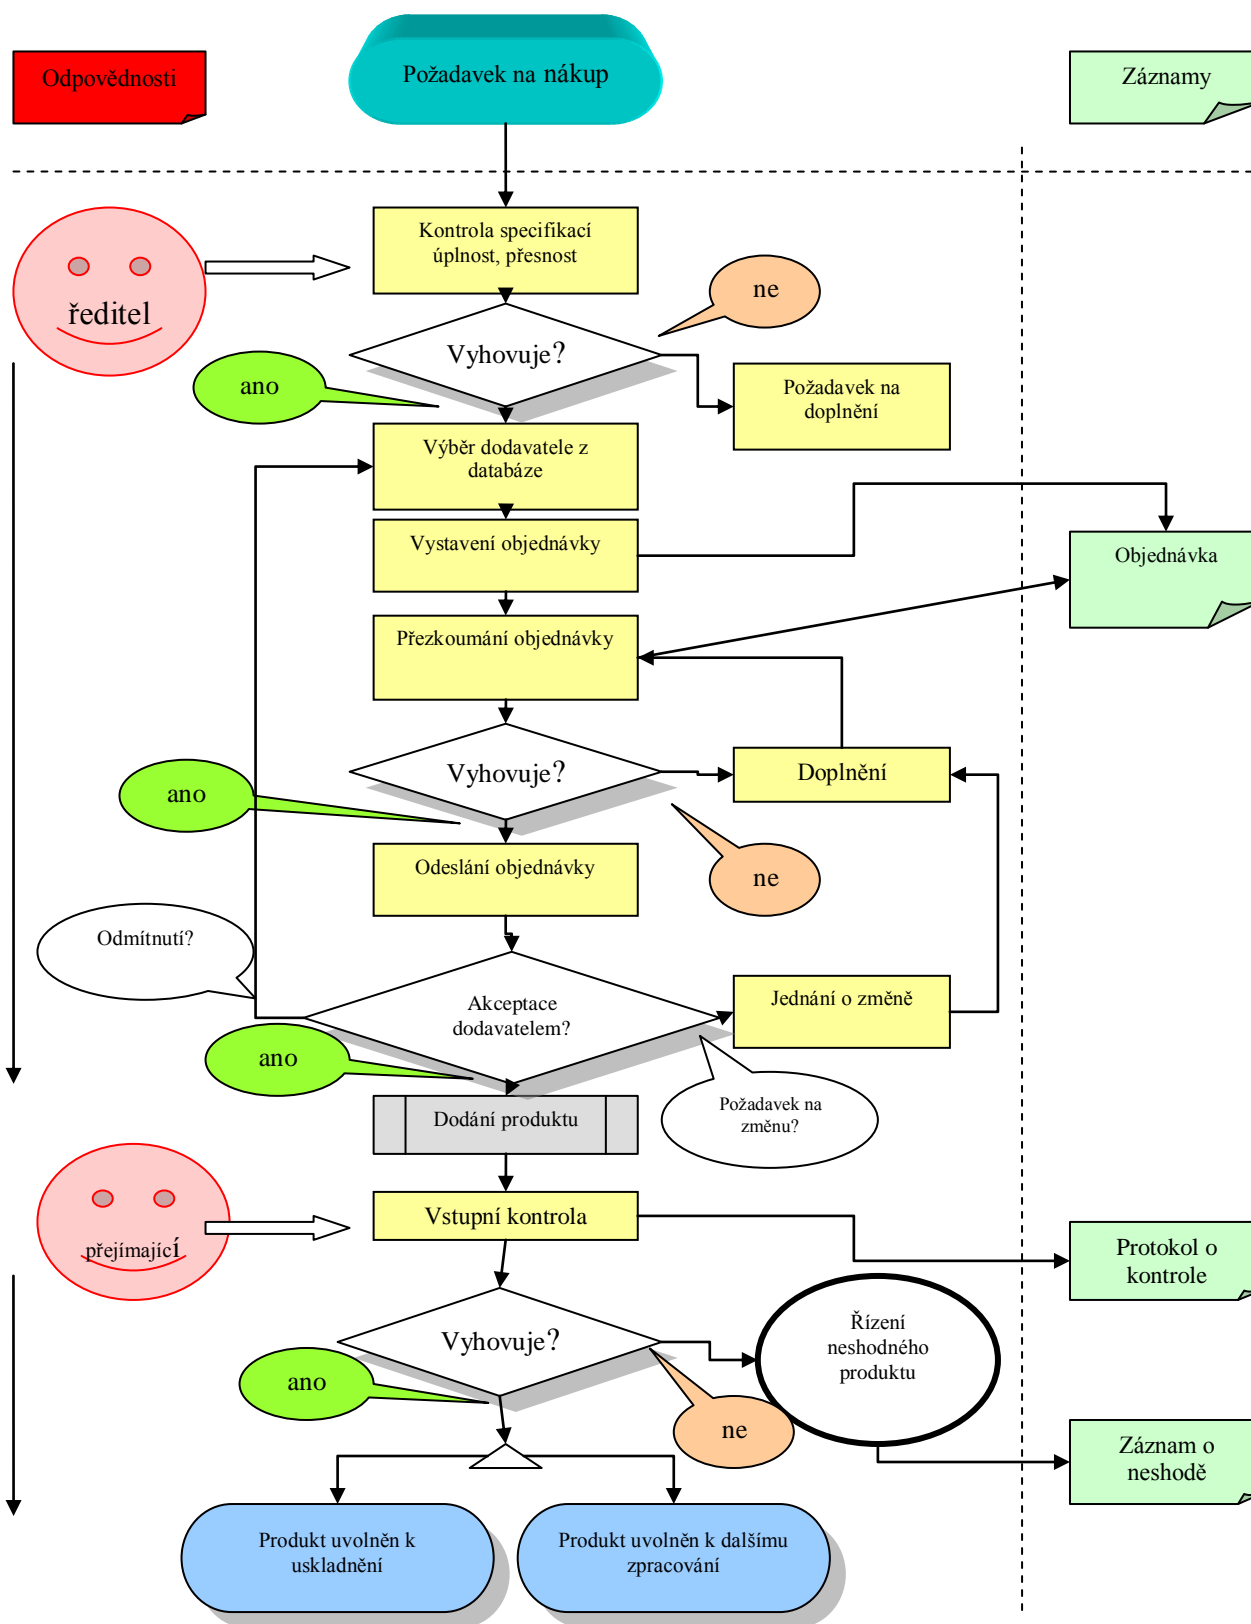 Odpovědnosti
Požadavek na nákup
Záznamy
Kontrola specifikací
úplnost, přesnost
ředitel
ne
Vyhovuje?
ano
Požadavek na
doplnění
Výběr dodavatele z
databáze
Vystavení objednávky
Objednávka
Přezkoumání objednávky
Vyhovuje?
Doplnění
ano
Odeslání objednávky
ne
Odmítnutí?
Akceptace
dodavatelem?
Jednání o změně
ano
Požadavek na
změnu?
Dodání produktu
Vstupní kontrola
přejímající
Protokol o
kontrole
Řízení
neshodného
produktu
Vyhovuje?
ano
ne
Záznam o
neshodě
Produkt uvolněn k
uskladnění
Produkt uvolněn k dalšímu
zpracování